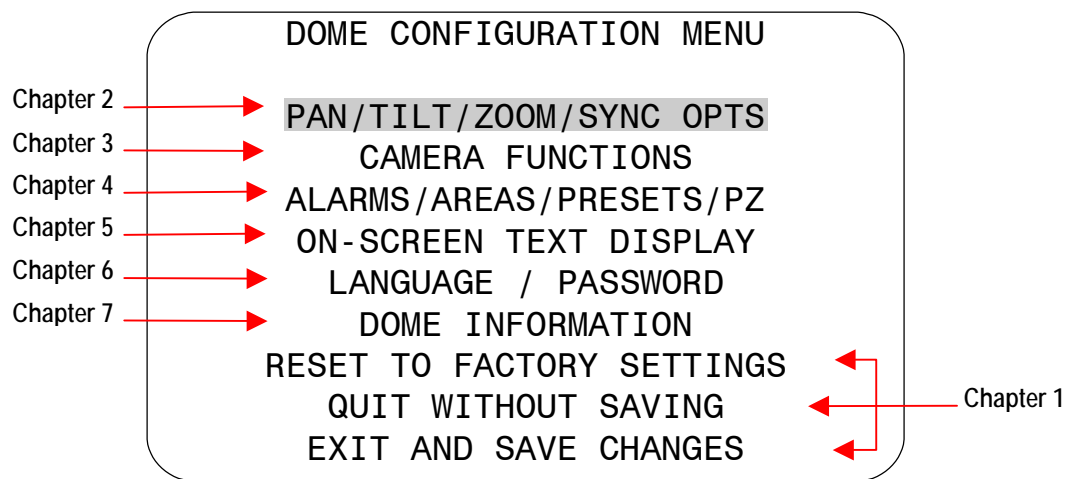 DOME CONFIGURATION MENU
Chapter 2
PAN/TILT/ZOOM/SYNC OPTS
Chapter 3
CAMERA FUNCTIONS
Chapter 4
ALARMS/AREAS/PRESETS/PZ
Chapter 5
ON-SCREEN TEXT DISPLAY
Chapter 6
LANGUAGE / PASSWORD
Chapter 7
DOME INFORMATION
RESET TO FACTORY SETTINGS
QUIT WITHOUT SAVING
Chapter 1
EXIT AND SAVE CHANGES